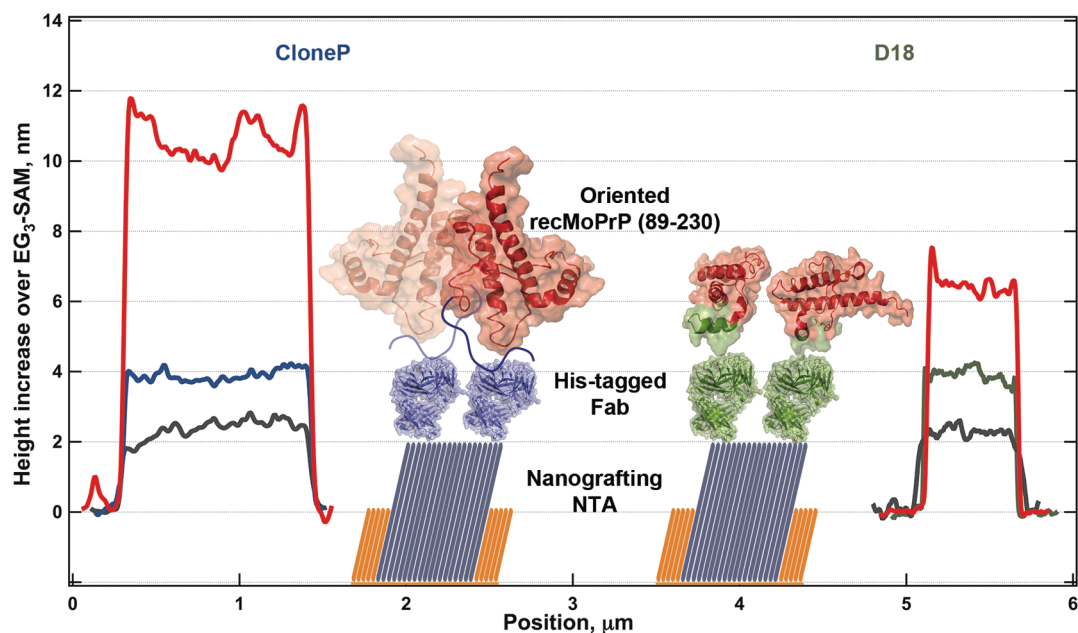 14
12
10
8
6
4
2
0
Height increase over EG3-SAM, nm
CloneP
D18
Oriented
recMoPrP (89-230)
His-tagged
Fab
Nanografting
NTA
0 1 2 3 4 5 6
Position, μm